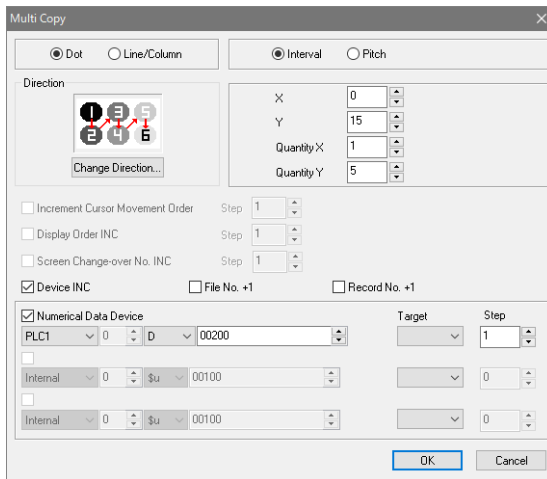 Multi Copy
Dot Line/Column Interval Pitch
Direction
1 3 5
2 4 6
Change Direction...
X 0
Y 15
Quantity X 1
Quantity Y 5
Increment Cursor Movement Order Step 1
Display Order INC Step 1
Screen Change-over No. INC Step 1
Device INC File No. +1 Record No. +1
Numerical Data Device Target Step
PLC1 0 D 00200 1
Internal 0 $u 00100 0
Internal 0 $u 00100 0
OK Cancel